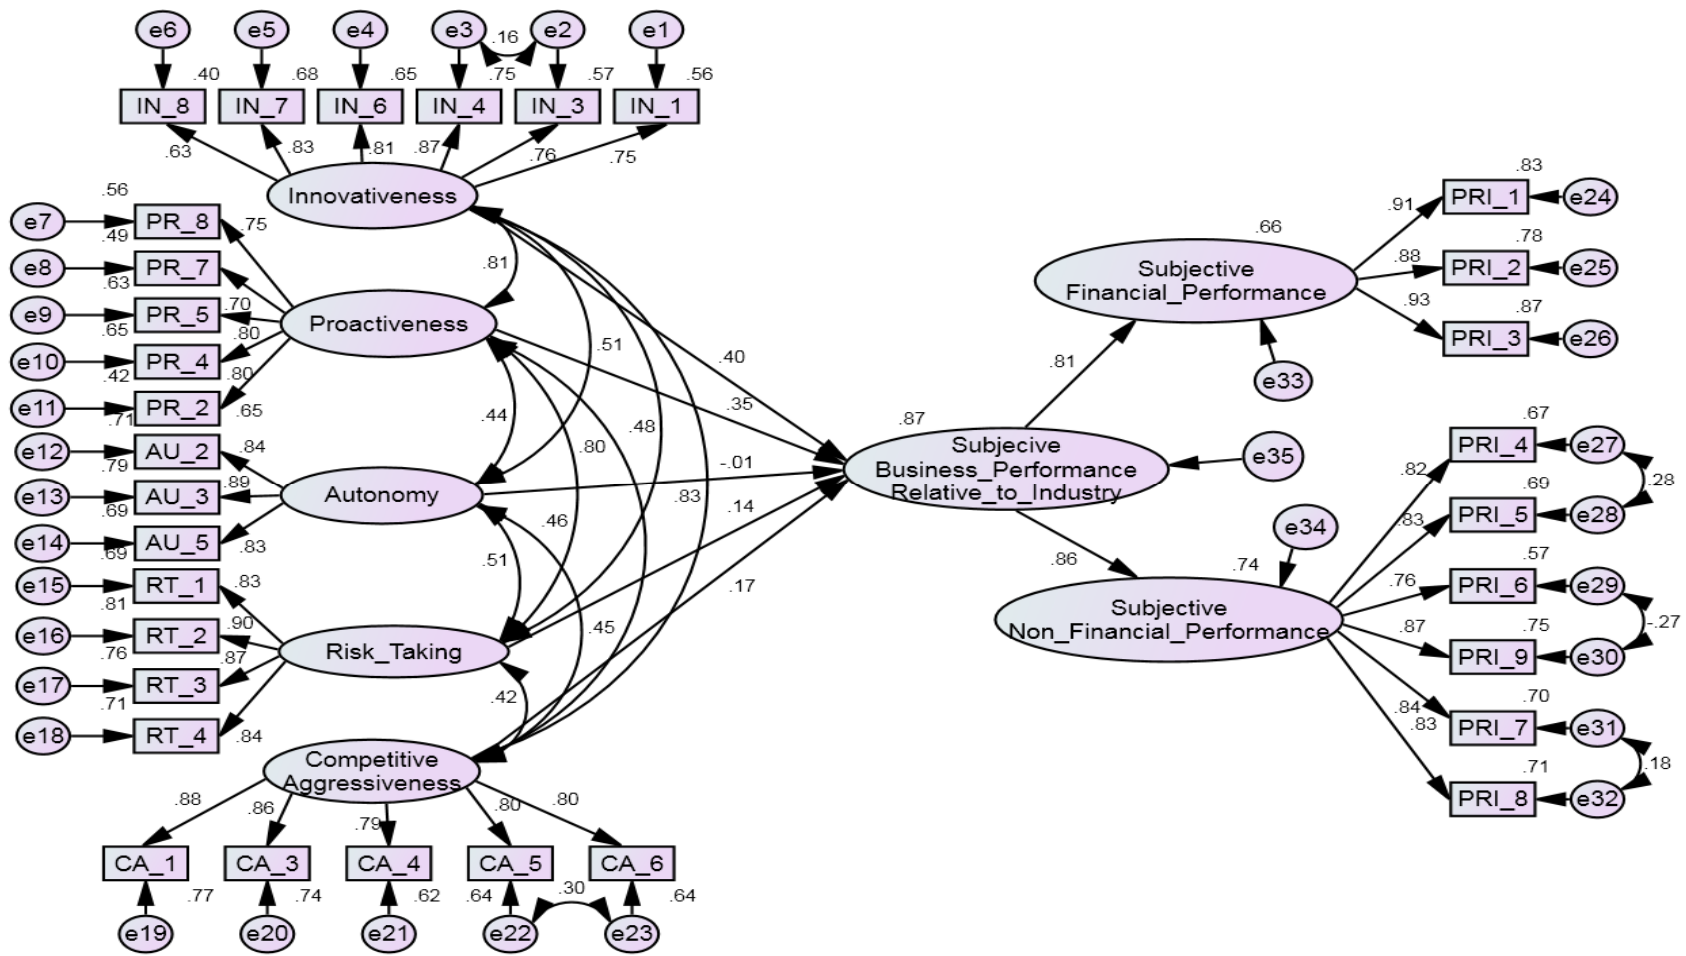 e6 e5 e4 e3 .16 e2 e1
.40 .68 .65 .75 .57 .56
IN_8 IN_7 IN_6 IN_4 IN_3 IN_1
.63 .83 .81 .87 .76 .75
Innovativeness
.56
e7 PR_8 .75
.49
e8 PR_7
.63
e9 PR_5 .70
.65
e10 PR_4 .80
.42
e11 PR_2 .80
.65
Proactiveness
.71
e12 AU_2 .84
.79
e13 AU_3 .89
.69
e14 AU_5 .83
Autonomy
.69
e15 RT_1 .83
.81
e16 RT_2 .90
.76
e17 RT_3 .87
.71
e18 RT_4 .84
Risk_Taking
Competitive
Aggressiveness
.88 .86 .79 .80 .80
CA_1 CA_3 CA_4 CA_5 CA_6
.77 .74 .62 .64 .30 .64
e19 e20 e21 e22 e23
.81
.51
.44
.48
.80
.46
.83
.51
.45
.42
.40
.35
-.01
.14
.17
.87
Subjecive
Business_Performance
Relative_to_Industry
e35
.81
.86
.66
Subjective
Financial_Performance
e33
.83
.91 PRI_1 e24
.78
.88 PRI_2 e25
.87
.93 PRI_3 e26
e34
.74
Subjective
Non_Financial_Performance
.67
.82 PRI_4 e27
.28
.69
.83 PRI_5 e28
.57
.76 PRI_6 e29
-.27
.75
.87 PRI_9 e30
.70
.84 PRI_7 e31
.83
.18
.71
PRI_8 e32